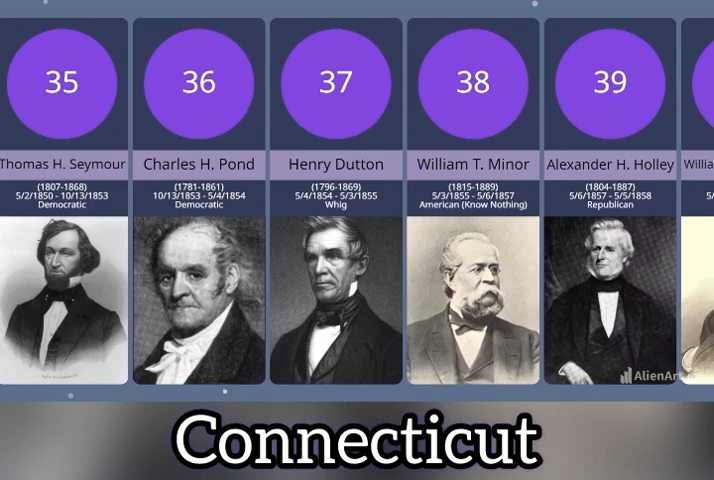 35
36
37
38
39
Thomas H. Seymour
Charles H. Pond
Henry Dutton
William T. Minor
Alexander H. Holley
(1807-1868)
5/2/1850 - 10/13/1853
Democratic
(1781-1861)
10/13/1853 - 5/4/1854
Democratic
(1796-1869)
5/4/1854 - 5/3/1855
Whig
(1815-1889)
5/3/1855 - 5/6/1857
American (Know Nothing)
(1804-1887)
5/6/1857 - 5/5/1858
Republican
AlienArt
Connecticut